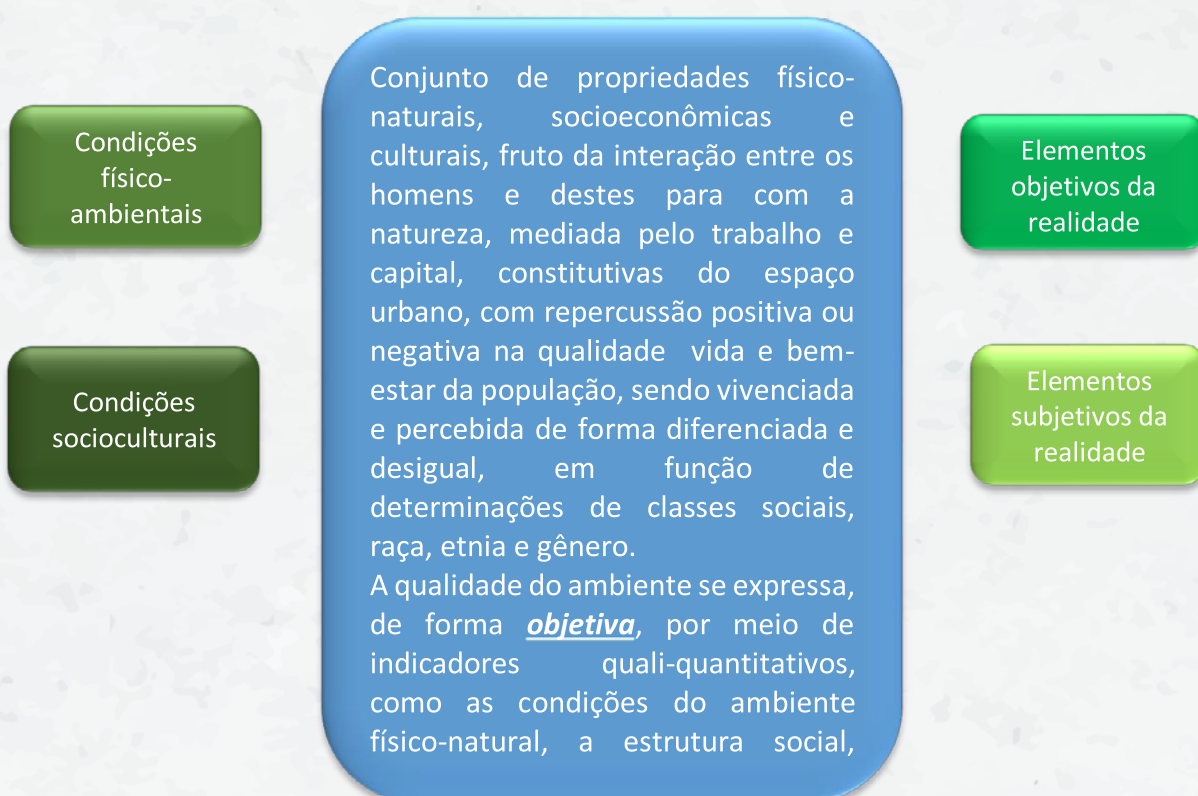 Condições
físico-
ambientais
Condições
socioculturais
Conjunto de propriedades físico-
naturais, socioeconômicas e
culturais, fruto da interação entre os
homens e destes para com a
natureza, mediada pelo trabalho e
capital, constitutivas do espaço
urbano, com repercussão positiva ou
negativa na qualidade vida e bem-
estar da população, sendo vivenciada
e percebida de forma diferenciada e
desigual, em função de
determinações de classes sociais,
raça, etnia e gênero.
A qualidade do ambiente se expressa,
de forma objetiva, por meio de
indicadores quali-quantitativos,
como as condições do ambiente
físico-natural, a estrutura social,
Elementos
objetivos da
realidade
Elementos
subjetivos da
realidade